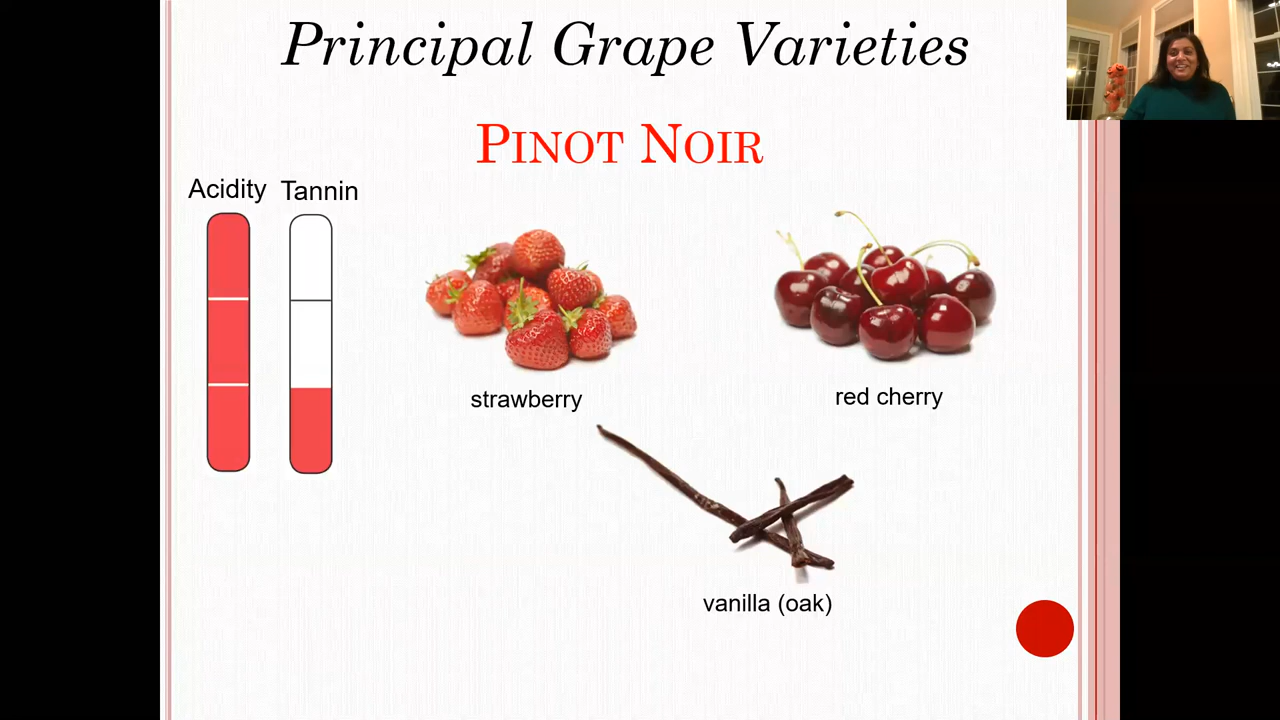 Principal Grape Varieties
PINOT NOIR
Acidity Tannin
strawberry
red cherry
vanilla (oak)